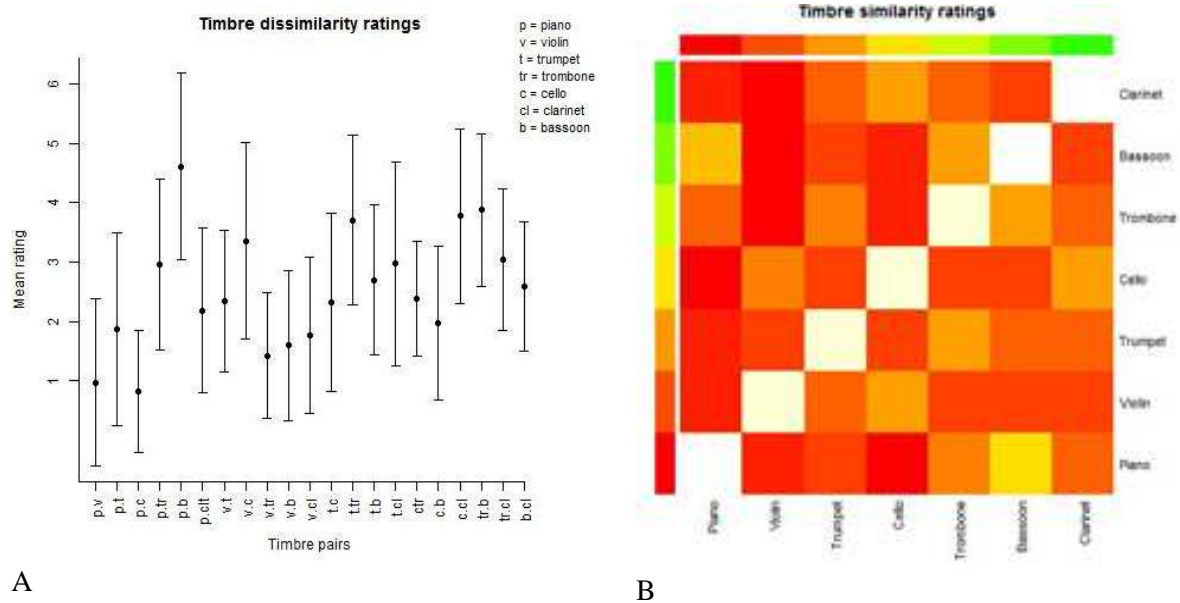 Timbre dissimilarity ratings
p = piano
v = violin
t = trumpet
tr = trombone
c = cello
cl = clarinet
b = bassoon
Mean rating
6
5
4
3
2
1
p.v
p.t
p.c
p.tr
p.b
p.clt
v.t
v.c
v.tr
v.b
v.cl
t.c
t.tr
t.b
t.cl
ctr
c.b
c.cl
tr.b
tr.cl
b.cl
Timbre pairs
A
Timbre similarity ratings
Clarinet
Bassoon
Trombone
Cello
Trumpet
Violin
Piano
Piano
Violin
Trumpet
Cello
Trombone
Bassoon
Clarinet
B